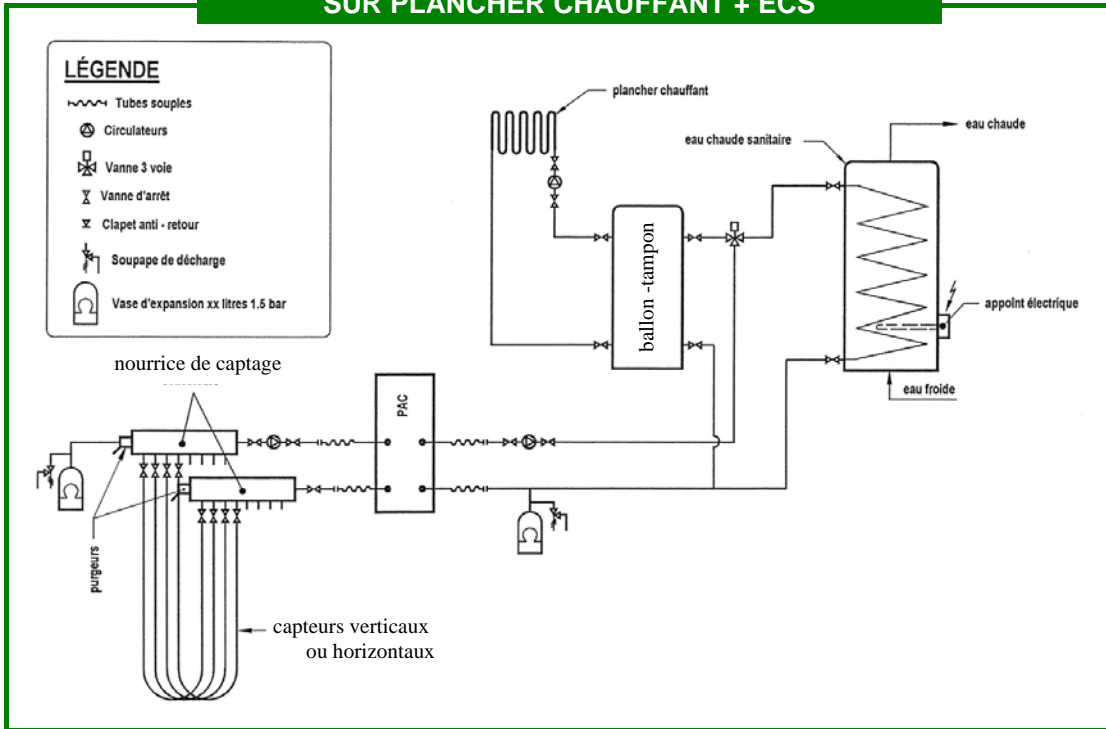 SUR PLANCHER CHAUFFANT + ECS
LÉGENDE
Tubes souples
Circulateurs
Vanne 3 voie
Vanne d'arrêt
Clapet anti - retour
Soupape de décharge
Vase d'expansion xx litres 1.5 bar
plancher chauffant
eau chaude
eau chaude sanitaire
ballon -tampon
appoint électrique
eau froide
nourrice de captage
PAC
purgeurs
capteurs verticaux
ou horizontaux